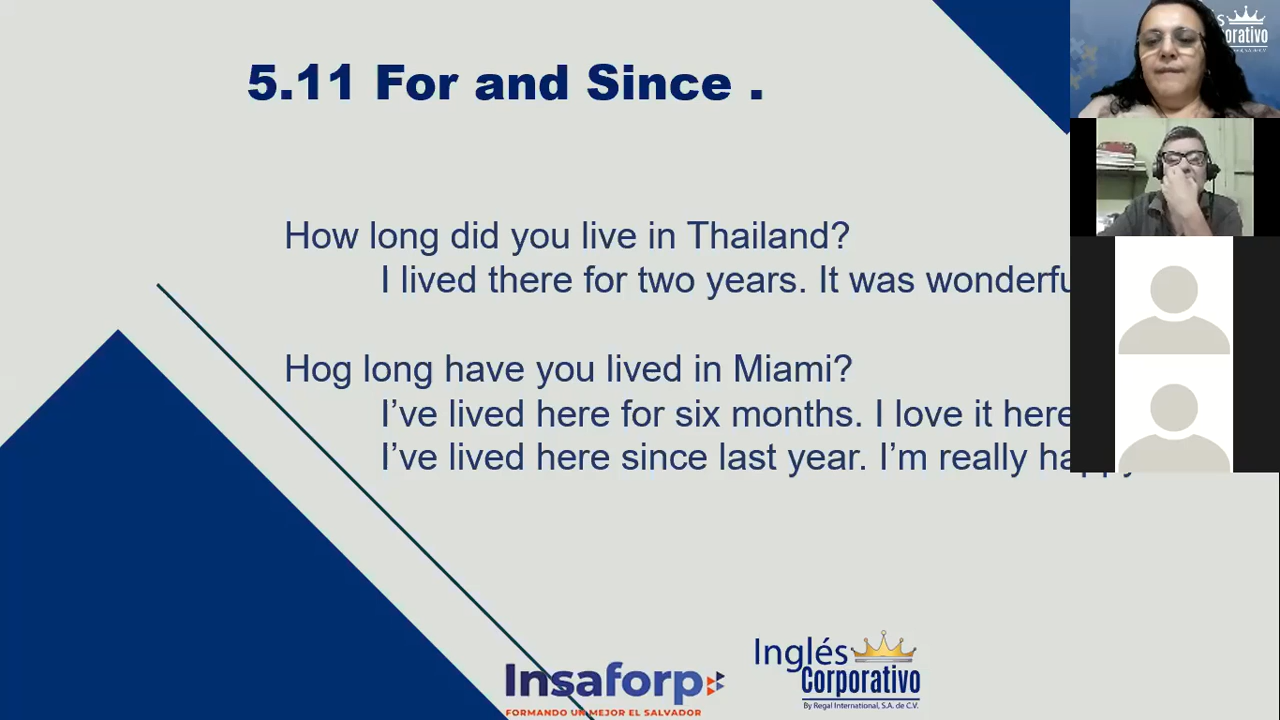 5.11 For and Since .
How long did you live in Thailand?
I lived there for two years. It was
Hog long have you lived in Miami?
I've lived here for six months. I love it here
I've lived here since last year. I'm really
Insaforp
FORMANDO UN MEJOR EL SALVADOR
Inglés
Corporativo
By Regal International, S.A. de C.V.